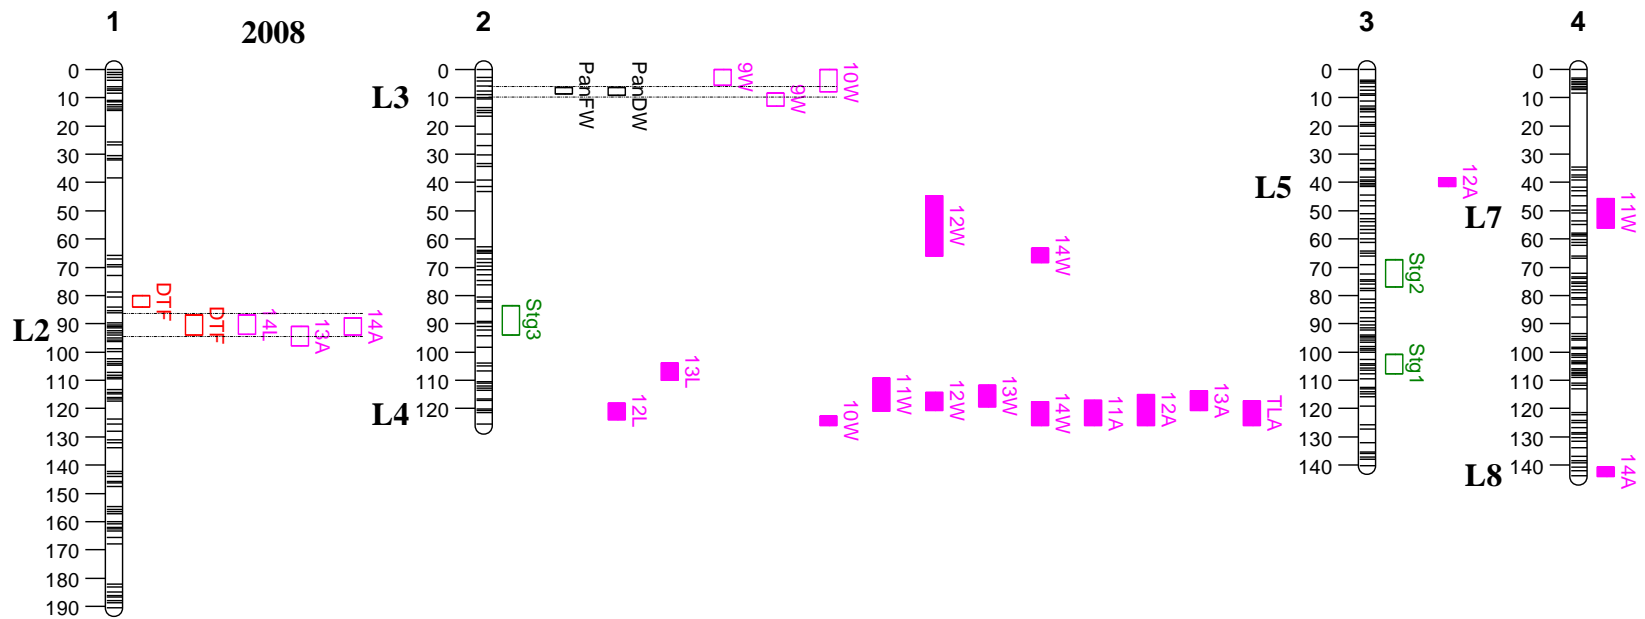 1
2008
2
3
4
0
10
20
30
40
50
60
70
80
90
100
110
120
130
140
150
160
170
180
190
L2
DTF
DTF
14L
13A
14A
0
10
20
30
40
50
60
70
80
90
100
110
120
L3
L4
PanFW
PanDW
9W
9W
10W
12W
14W
Stg3
13L
12L
10W
11W
12W
13W
14W
11A
12A
13A
TLA
0
10
20
30
40
50
60
70
80
90
100
110
120
130
140
L5
12A
Stg2
Stg1
0
10
20
30
40
50
60
70
80
90
100
110
120
130
140
L7
L8
11W
14A